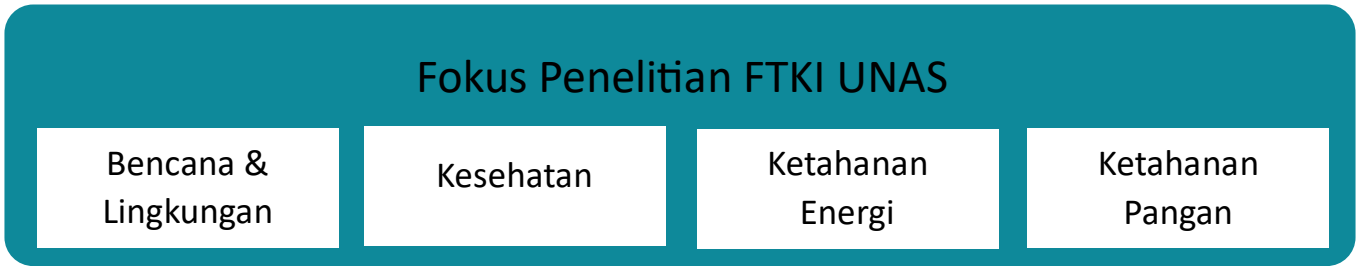 Fokus Penelitian FTKI UNAS
Bencana &
Lingkungan
Kesehatan
Ketahanan
Energi
Ketahanan
Pangan